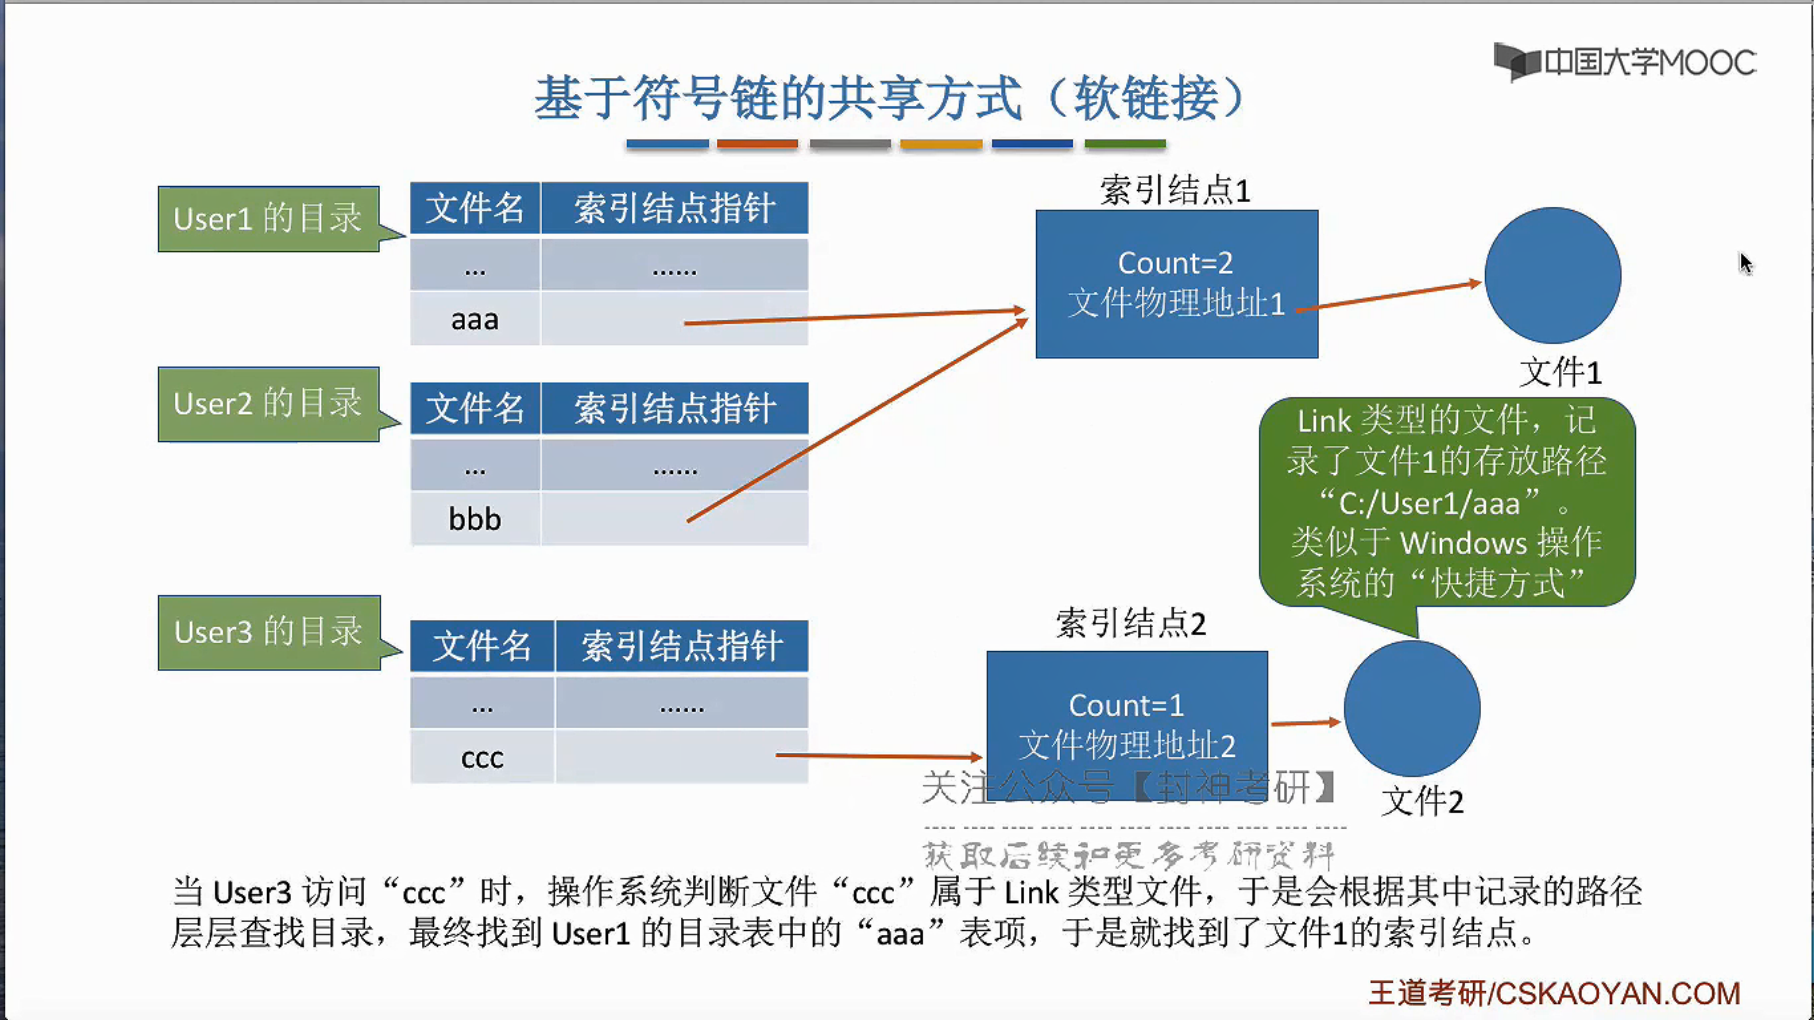 中国大学MOOC
基于符号链的共享方式（软链接）
User1 的目录
文件名 索引结点指针
... ......
aaa
User2 的目录
文件名 索引结点指针
... ......
bbb
User3 的目录
文件名 索引结点指针
... ......
ccc
索引结点1
Count=2
文件物理地址1
文件1
Link 类型的文件，记
录了文件1的存放路径
“C:/User1/aaa”。
类似于 Windows 操作
系统的“快捷方式”
索引结点2
Count=1
文件物理地址2
文件2
关注公众号【封神考研】
获取后续和更多考研资料
当 User3 访问“ccc”时，操作系统判断文件“ccc”属于 Link 类型文件，于是会根据其中记录的路径
层层查找目录，最终找到 User1 的目录表中的“aaa”表项，于是就找到了文件1的索引结点。
王道考研/CSKAOYAN.COM